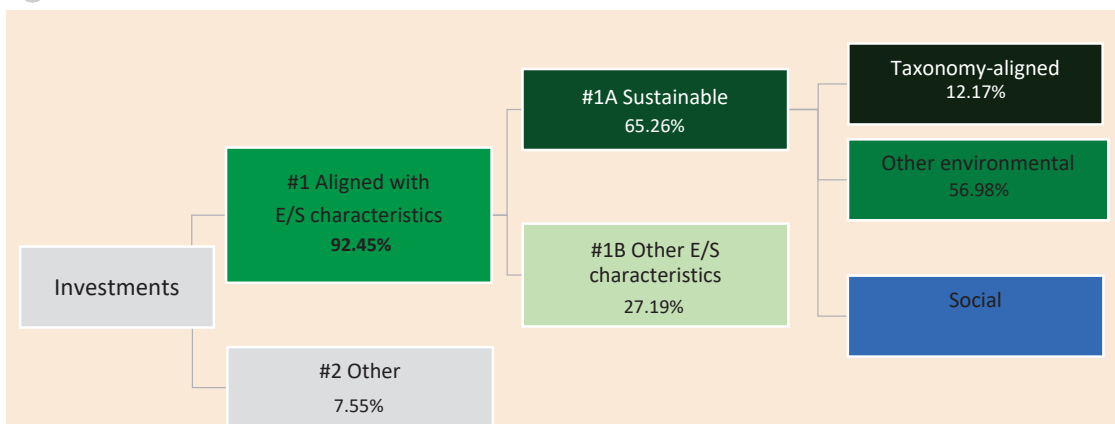 Investments
#1 Aligned with
E/S characteristics
92.45%
#2 Other
7.55%
#1A Sustainable
65.26%
#1B Other E/S
characteristics
27.19%
Taxonomy-aligned
12.17%
Other environmental
56.98%
Social